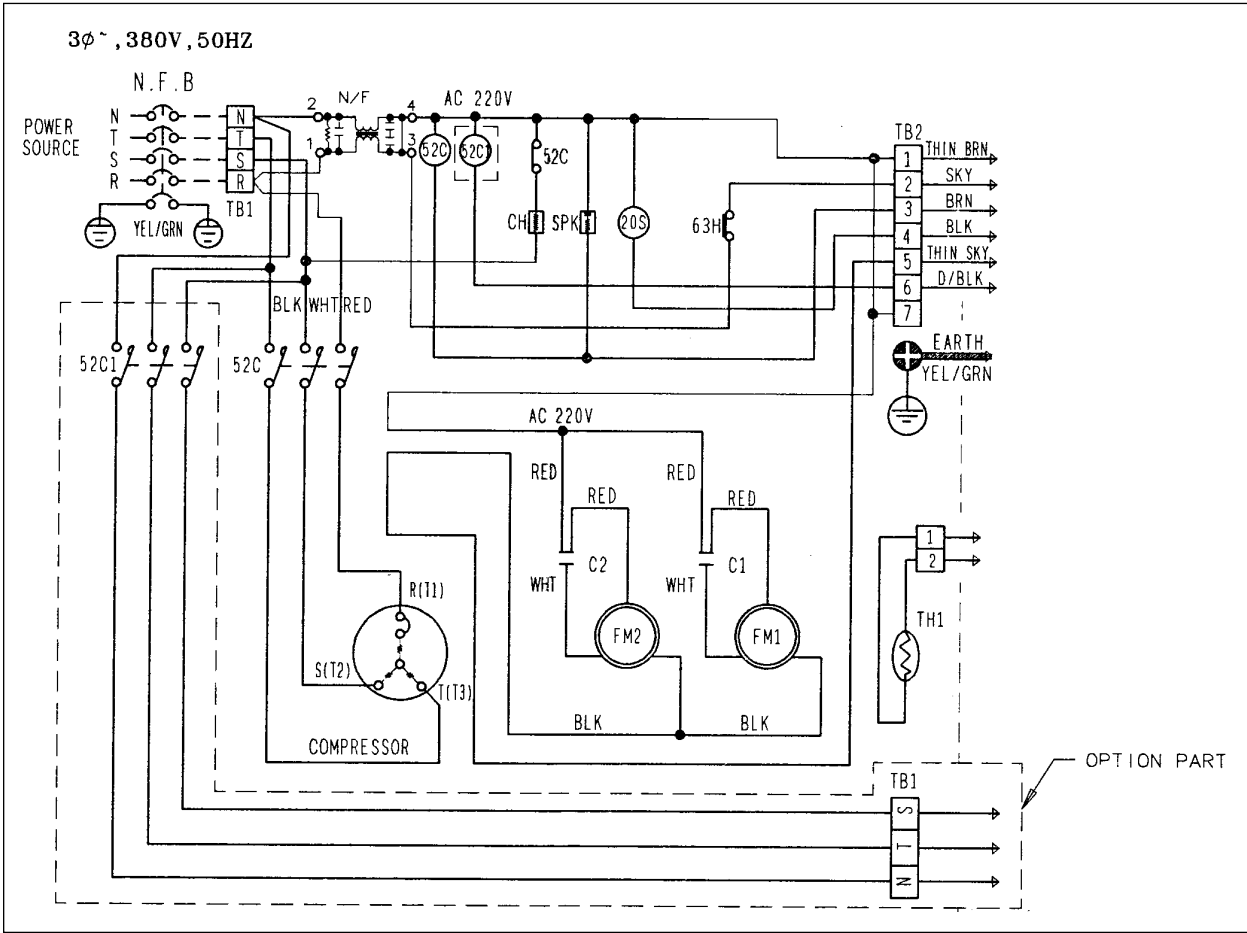 3φ~,380V,50HZ
N.F.B
POWER
SOURCE
N
T
S
R
N
T
S
R
TB1
YEL/GRN
2
N/F
4
1
3
AC 220V
52C
52C1
52C
CH
SPK
20S
63H
TB2
1 THIN BRN
2 SKY
3 BRN
4 BLK
5 THIN SKY
6 D/BLK
7
EARTH
YEL/GRN
BLK WHT RED
52C1
52C
AC 220V
RED
RED
RED
RED
C2
C1
WHT
WHT
FM2
FM1
1
2
TH1
R(T1)
S(T2)
T(T3)
COMPRESSOR
BLK
BLK
OPTION PART
TB1
S
T
N